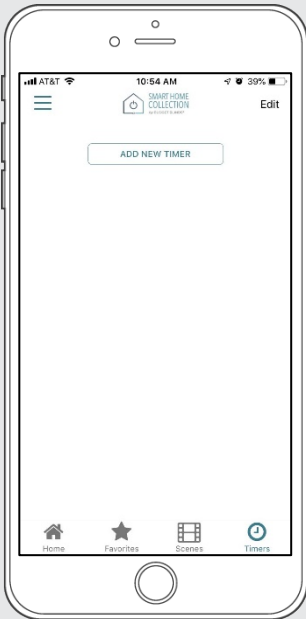 AT&T 10:54 AM 39%
SMART HOME
COLLECTION
Edit
ADD NEW TIMER
Home Favorites Scenes Timers